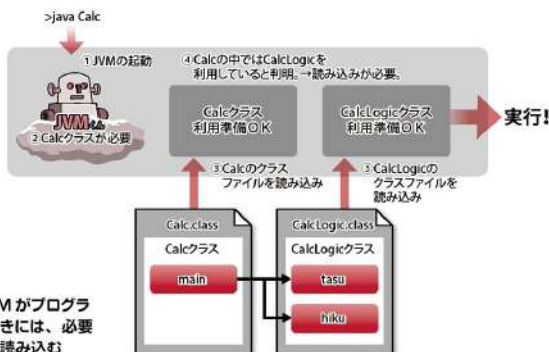 >java Calc
①JVMの起動
④Calcの中ではCalcLogicを
利用していると判明。→読み込みが必要。
JVMくん
②Calcクラスが必要
Calcクラス
利用準備OK
CalcLogicクラス
利用準備OK
実行!
③Calcのクラス
ファイルを読み込み
⑤CalcLogicの
クラスファイルを
読み込み
Calc.class
Calcクラス
main
CalcLogic.class
CalcLogicクラス
tasu
hiku
M がプログラ
きには、必要
読み込む